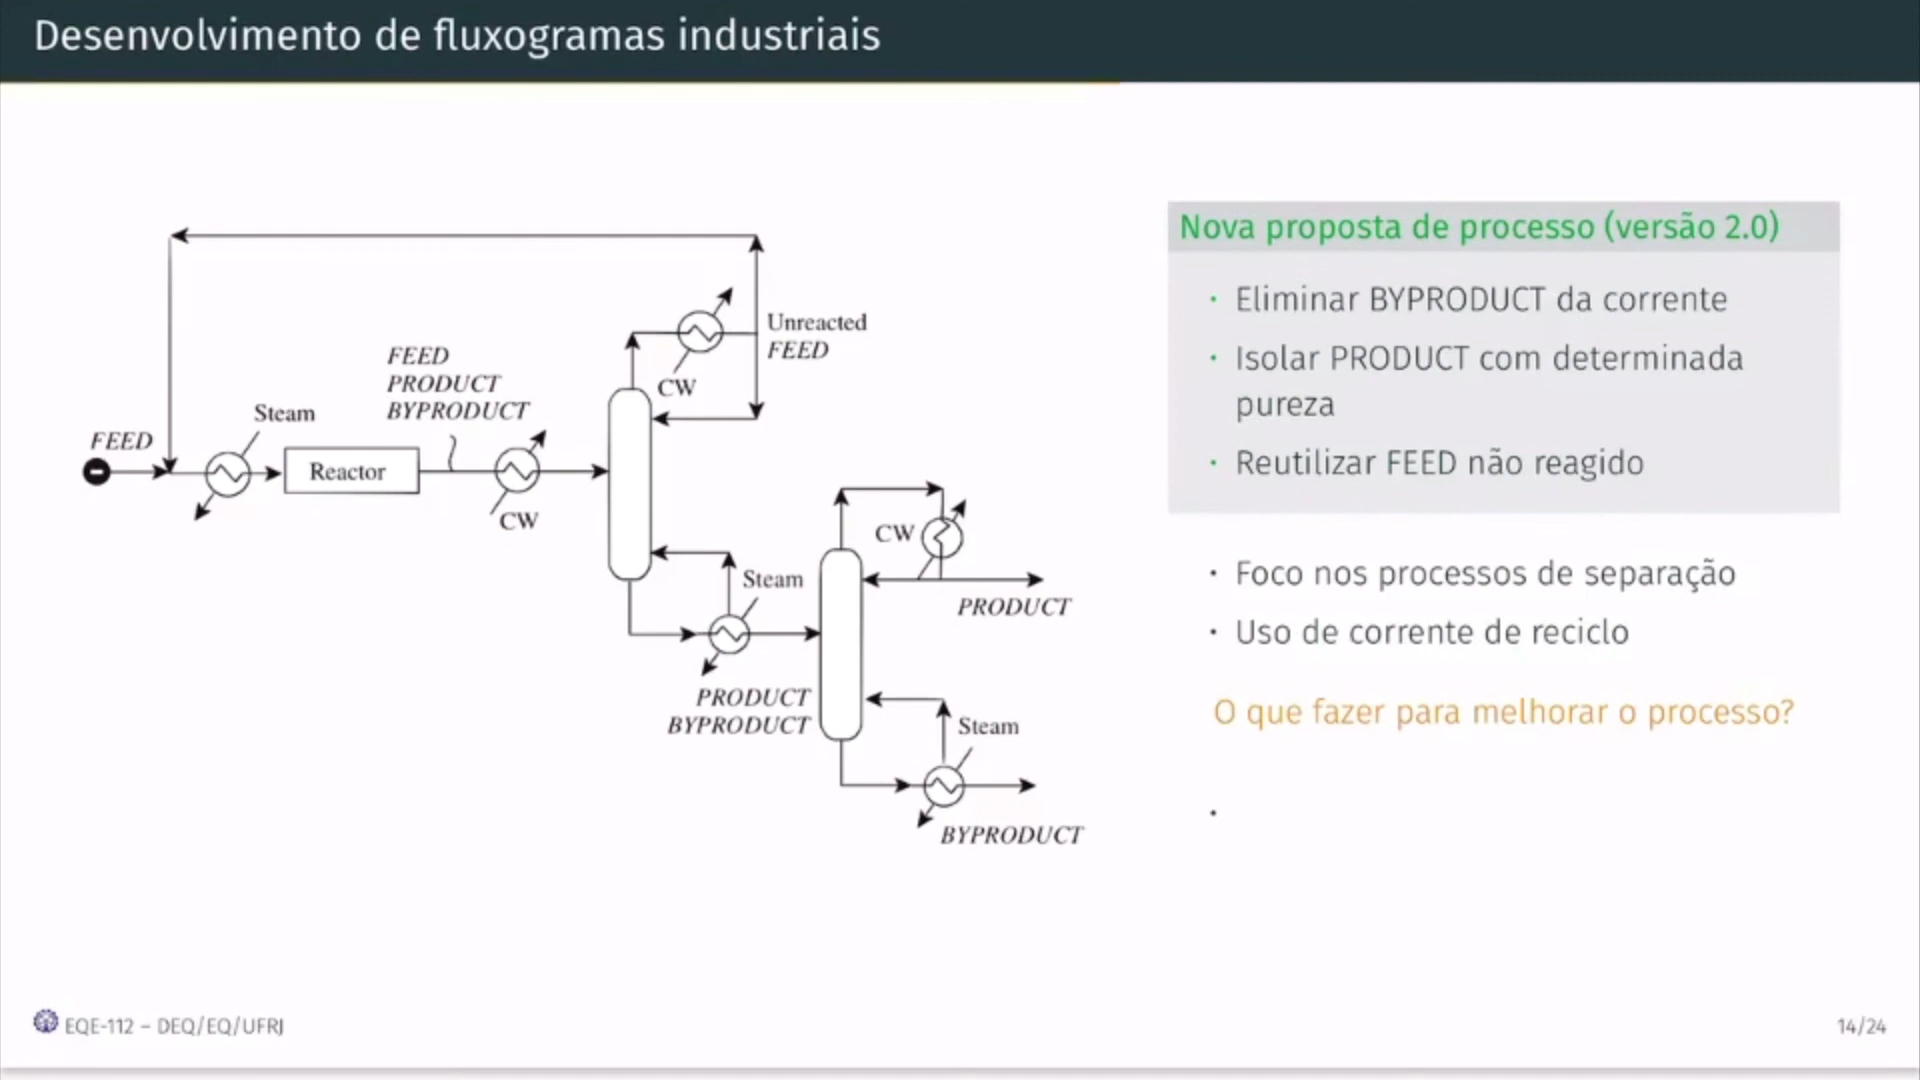 Desenvolvimento de fluxogramas industriais
FEED
Steam
Reactor
FEED
PRODUCT
BYPRODUCT
CW
CW
Unreacted
FEED
Steam
PRODUCT
BYPRODUCT
CW
PRODUCT
Steam
BYPRODUCT
Nova proposta de processo (versão 2.0)
· Eliminar BYPRODUCT da corrente
· Isolar PRODUCT com determinada
pureza
· Reutilizar FEED não reagido
· Foco nos processos de separação
· Uso de corrente de reciclo
O que fazer para melhorar o processo?
·
EQE-112 – DEQ/EQ/UFRJ
14/24